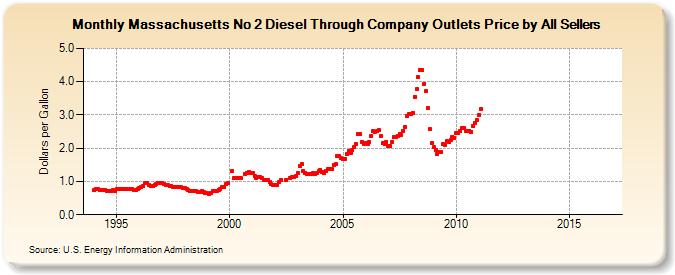 Monthly Massachusetts No 2 Diesel Through Company Outlets Price by All Sellers
Dollars per Gallon
5.0
4.0
3.0
2.0
1.0
0.0
1995 2000 2005 2010 2015
Source: U.S. Energy Information Administration